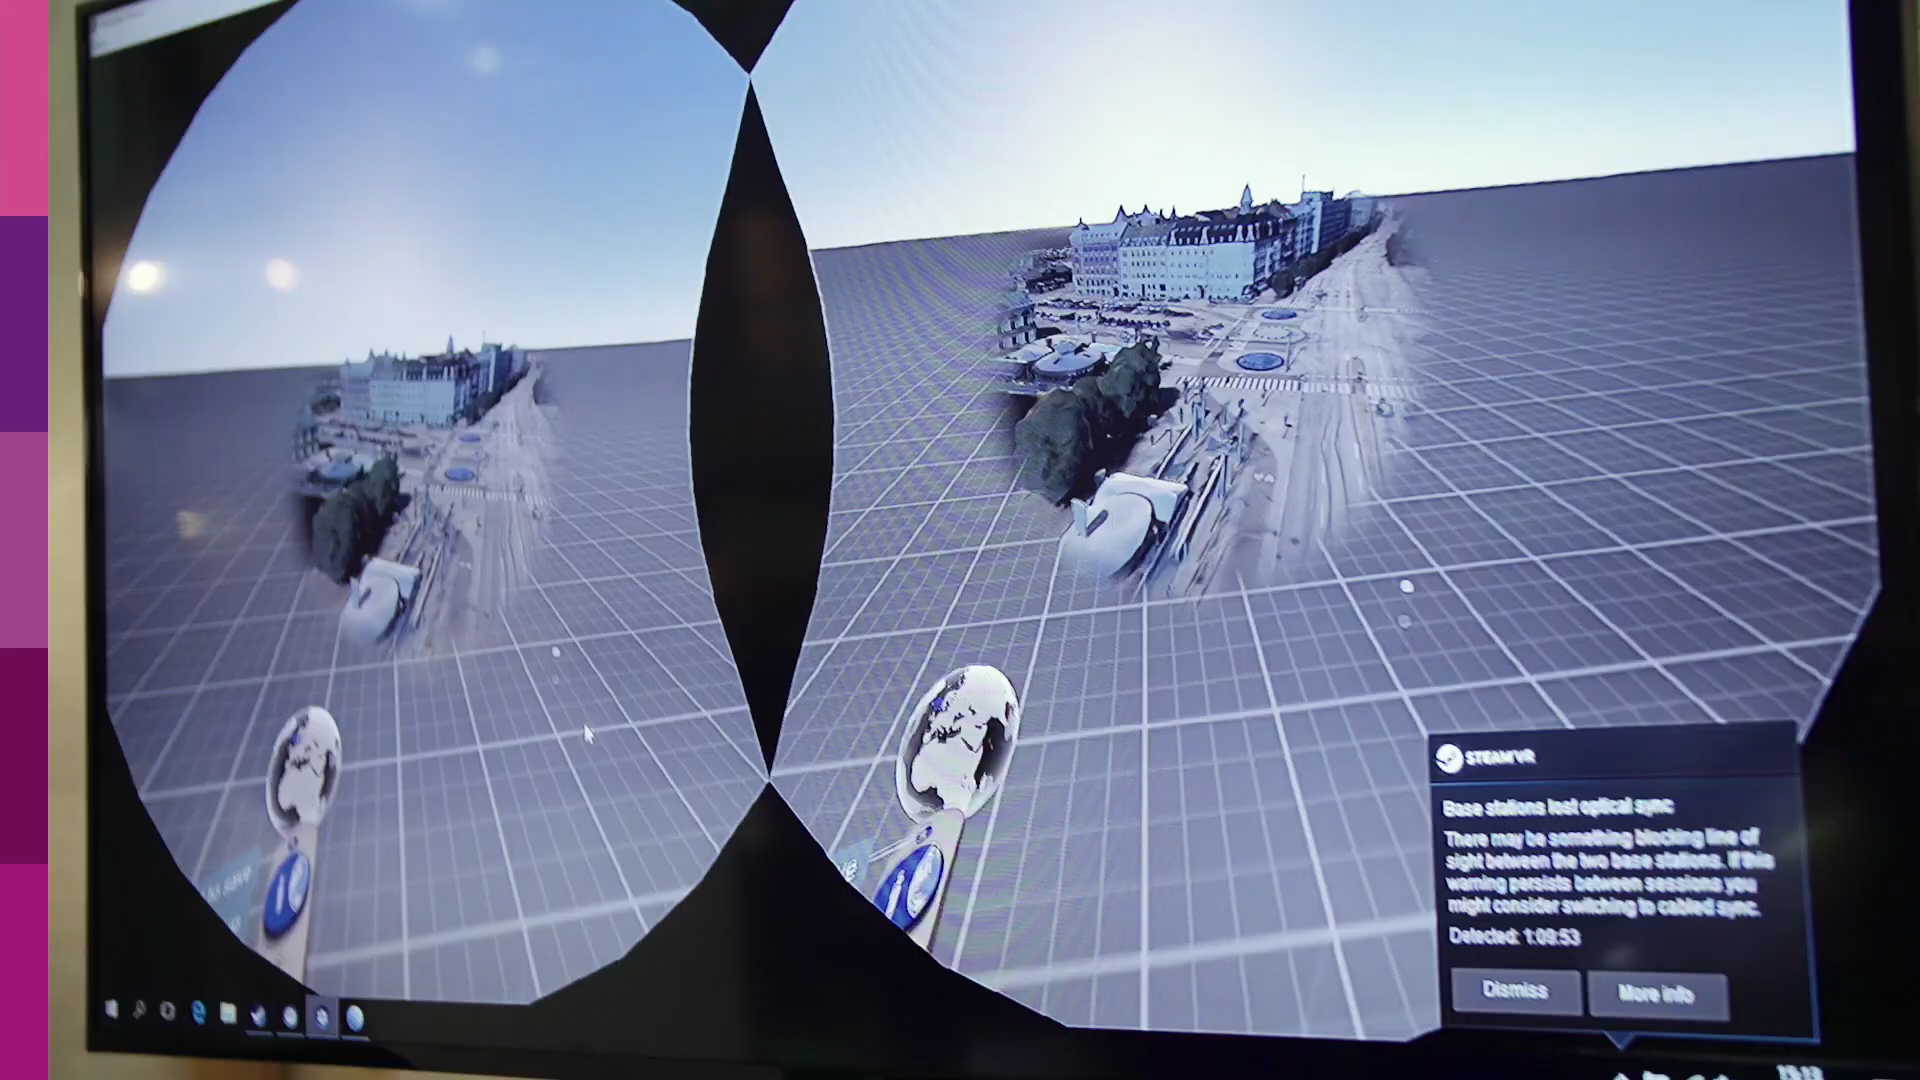 STEAMVR
Base stations lost optical sync
There may be something blocking line of
sight between the two base stations. If this
warning persists between sessions you
might consider switching to cabled sync.
Detected: 1:09:53
Dismiss
More info
15:13